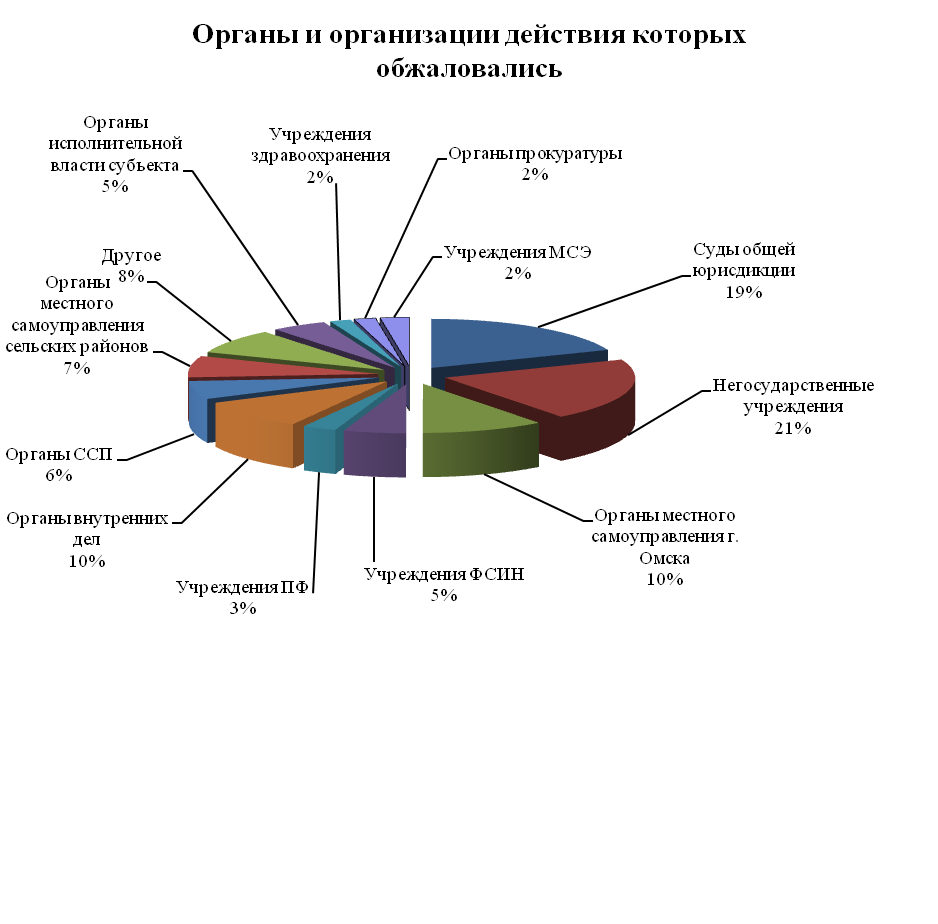 Органы и организации действия которых
обжаловались
Органы
исполнительной
власти субъекта
5%
Учреждения
здравоохранения
2%
Органы прокуратуры
2%
Учреждения МСЭ
2%
Суды общей
юрисдикции
19%
Другое
8%
Органы
местного
самоуправления
сельских районов
7%
Негосударственные
учреждения
21%
Органы ССП
6%
Органы внутренних
дел
10%
Учреждения ПФ
3%
Учреждения ФСИН
5%
Органы местного
самоуправления г.
Омска
10%